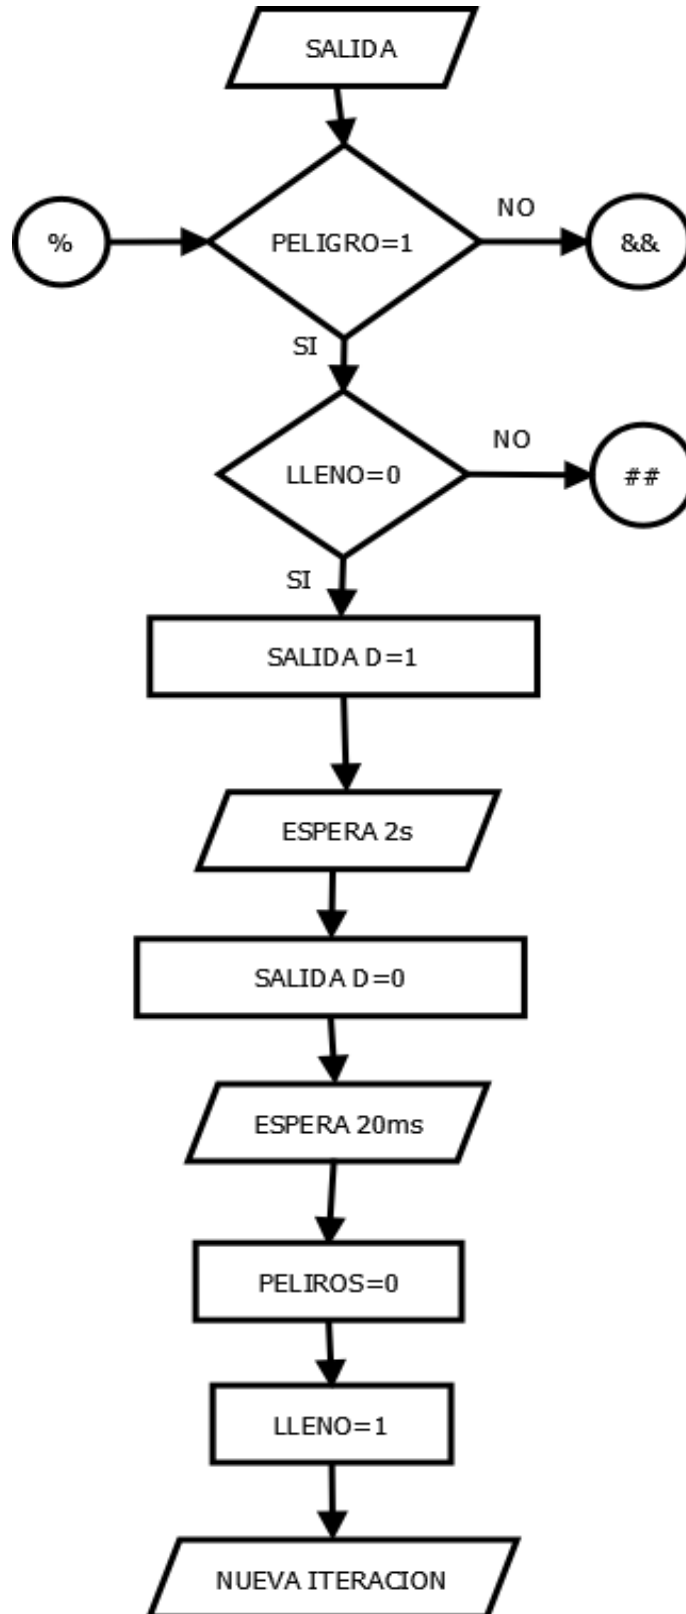 SALIDA
%
PELIGRO=1
NO
&&
SI
LLENO=0
NO
##
SI
SALIDA D=1
ESPERA 2s
SALIDA D=0
ESPERA 20ms
PELIROS=0
LLENO=1
NUEVA ITERACION